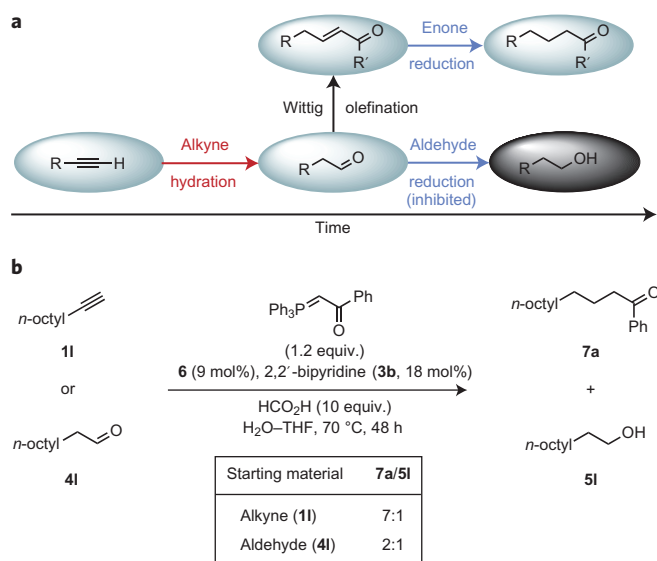 a
R O R′
Enone
reduction
R O R′
Wittig olefination
R H
Alkyne
hydration
R O
Aldehyde
reduction
(inhibited)
R OH
Time
b
n-octyl
1l
or
n-octyl O
4l
Ph3P Ph
O
(1.2 equiv.)
6 (9 mol%), 2,2′-bipyridine (3b, 18 mol%)
HCO2H (10 equiv.)
H2O–THF, 70 °C, 48 h
Starting material 7a/5l
Alkyne (1l) 7:1
Aldehyde (4l) 2:1
n-octyl O
Ph
7a
+
n-octyl OH
5l